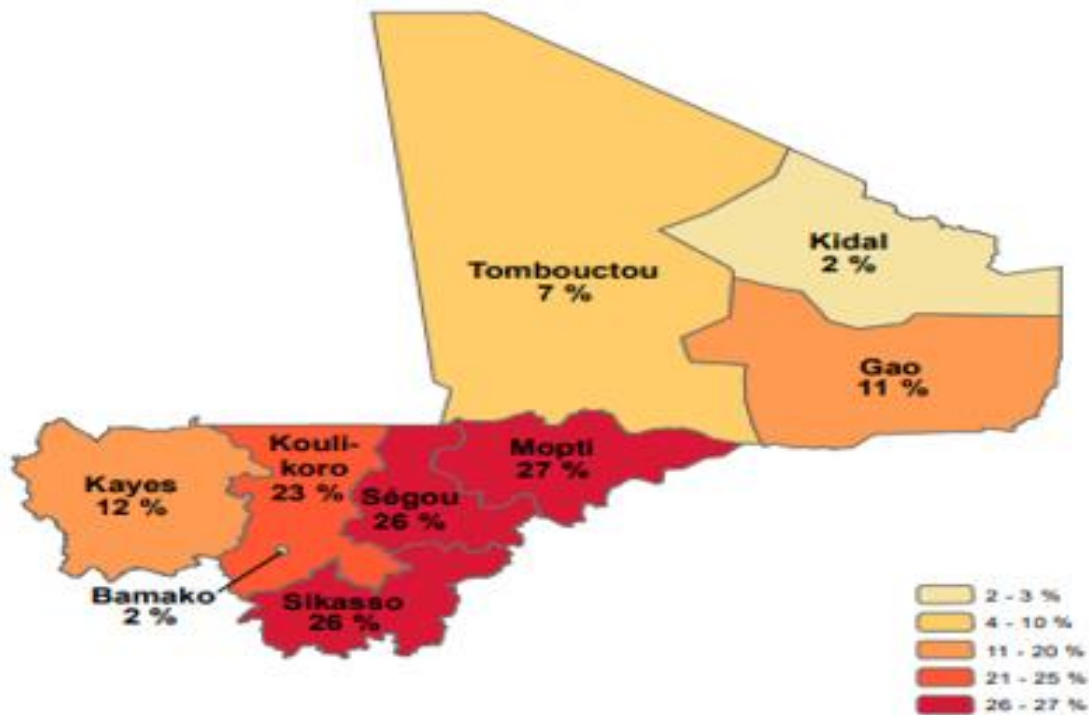 Kidal
2 %
Tombouctou
7 %
Gao
11 %
Mopti
27 %
Kouli-
koro
23 %
Kayes
12 %
Ségou
26 %
Bamako
2 %
Sikasso
26 %
2 - 3 %
4 - 10 %
11 - 20 %
21 - 25 %
26 - 27 %